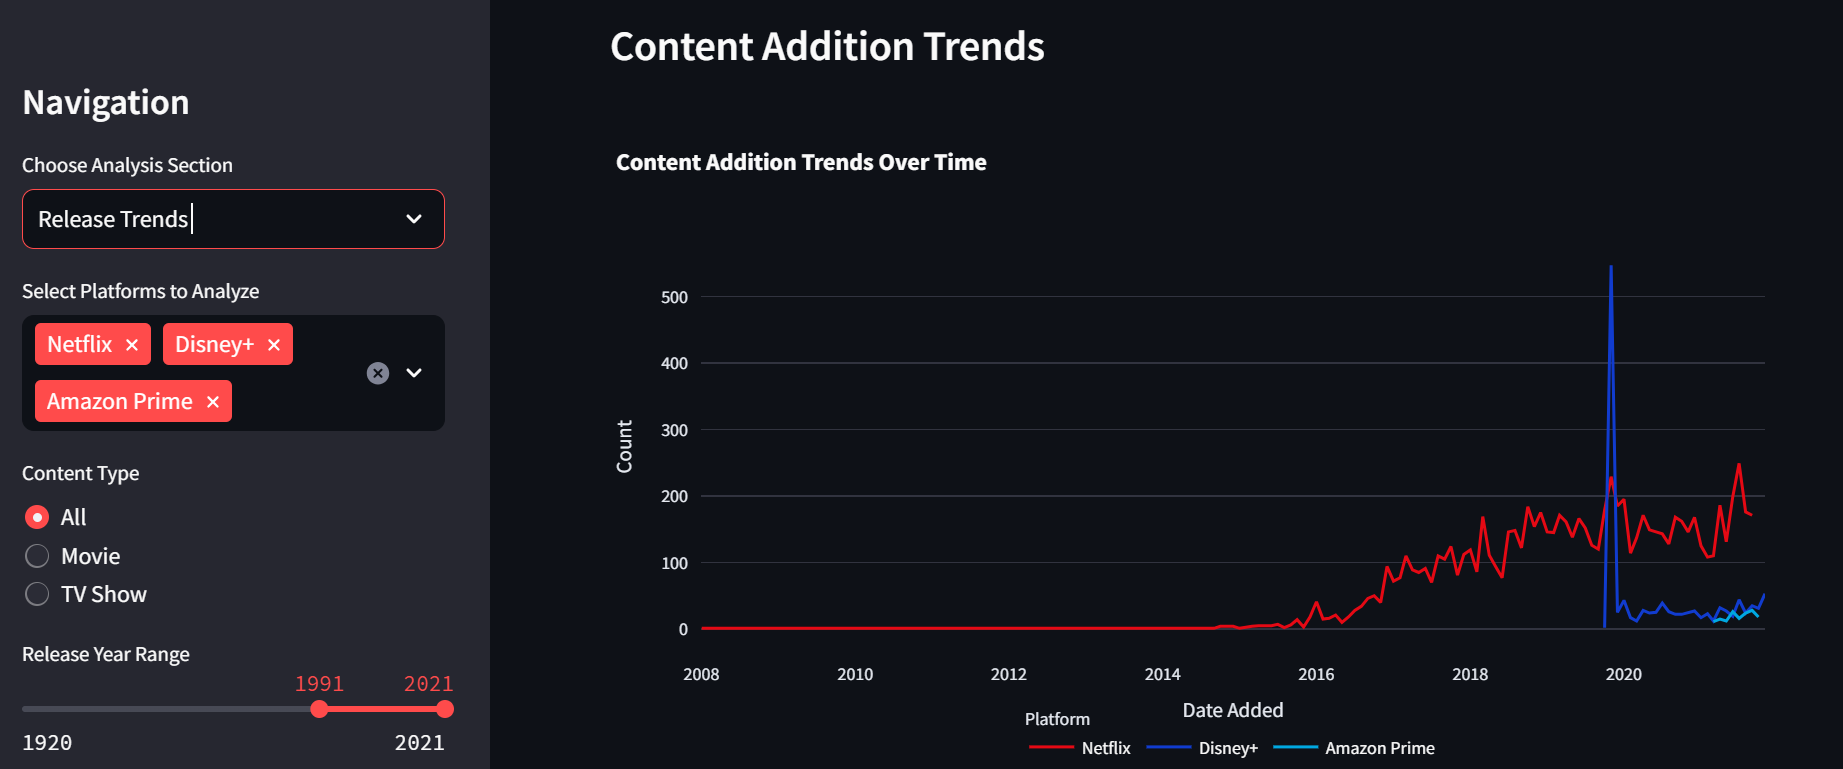 Navigation
Choose Analysis Section
Release Trends
Select Platforms to Analyze
Netflix × Disney+ ×
Amazon Prime ×
Content Type
All
Movie
TV Show
Release Year Range
1991 2021
1920 2021
Content Addition Trends
Content Addition Trends Over Time
Count
500
400
300
200
100
0
2008 2010 2012 2014 2016 2018 2020
Date Added
Platform
Netflix Disney+ Amazon Prime